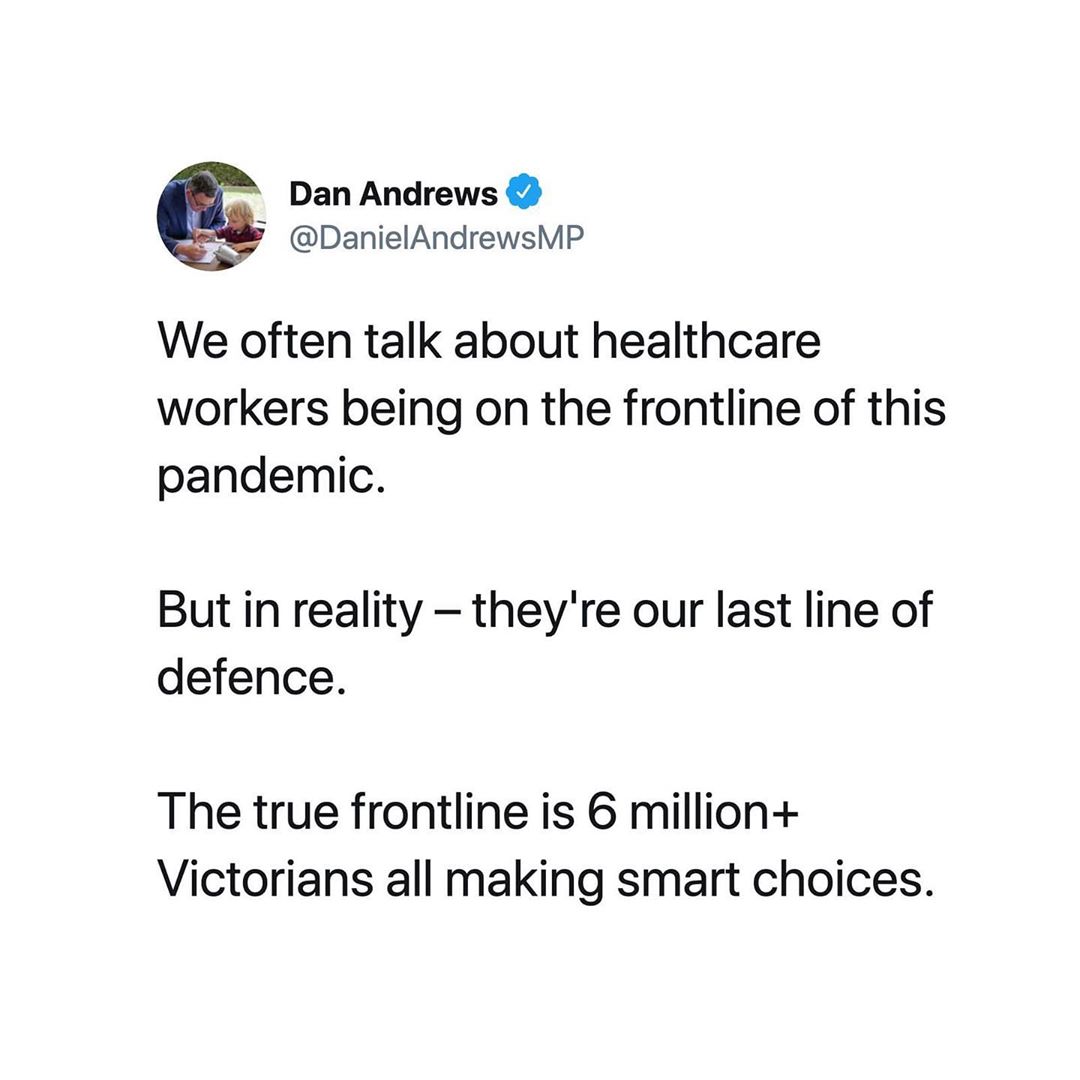 Dan Andrews
@DanielAndrewsMP
We often talk about healthcare
workers being on the frontline of this
pandemic.
But in reality – they're our last line of
defence.
The true frontline is 6 million+
Victorians all making smart choices.